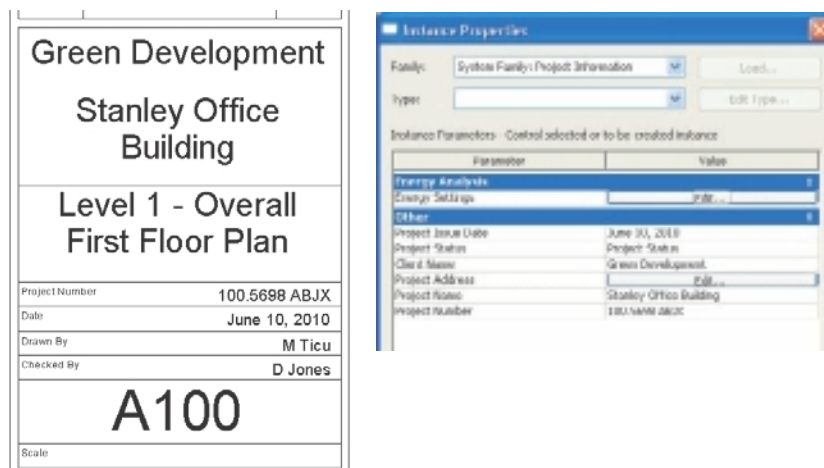 Green Development
Stanley Office
Building
Level 1 - Overall
First Floor Plan
Project Number 100.5698 ABJX
Date June 10, 2010
Drawn By M Ticu
Checked By D Jones
A100
Scale
Instance Properties
Family: System Family: Project Information Load...
Type: Edit Type...
Instance Parameters - Control selected or to be created instance
Parameter Value
Energy Analysis
Energy Settings Edit...
Other
Project Issue Date June 10, 2010
Project Status Project Status
Client Name Green Development
Project Address Edit...
Project Name Stanley Office Building
Project Number 100.5698 ABJX